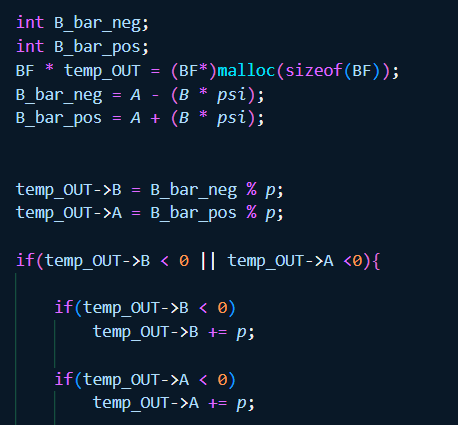 int B_bar_neg;
int B_bar_pos;
BF * temp_OUT = (BF*)malloc(sizeof(BF));
B_bar_neg = A - (B * psi);
B_bar_pos = A + (B * psi);
temp_OUT->B = B_bar_neg % p;
temp_OUT->A = B_bar_pos % p;
if(temp_OUT->B < 0 || temp_OUT->A <0){
if(temp_OUT->B < 0)
temp_OUT->B += p;
if(temp_OUT->A < 0)
temp_OUT->A += p;